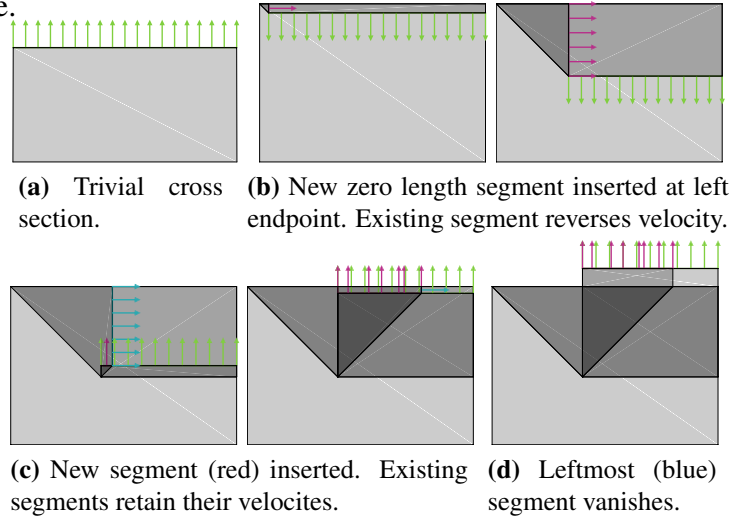 e.
(a) Trivial cross
section.
(b) New zero length segment inserted at left
endpoint. Existing segment reverses velocity.
(c) New segment (red) inserted. Existing
segments retain their velocites.
(d) Leftmost (blue)
segment vanishes.